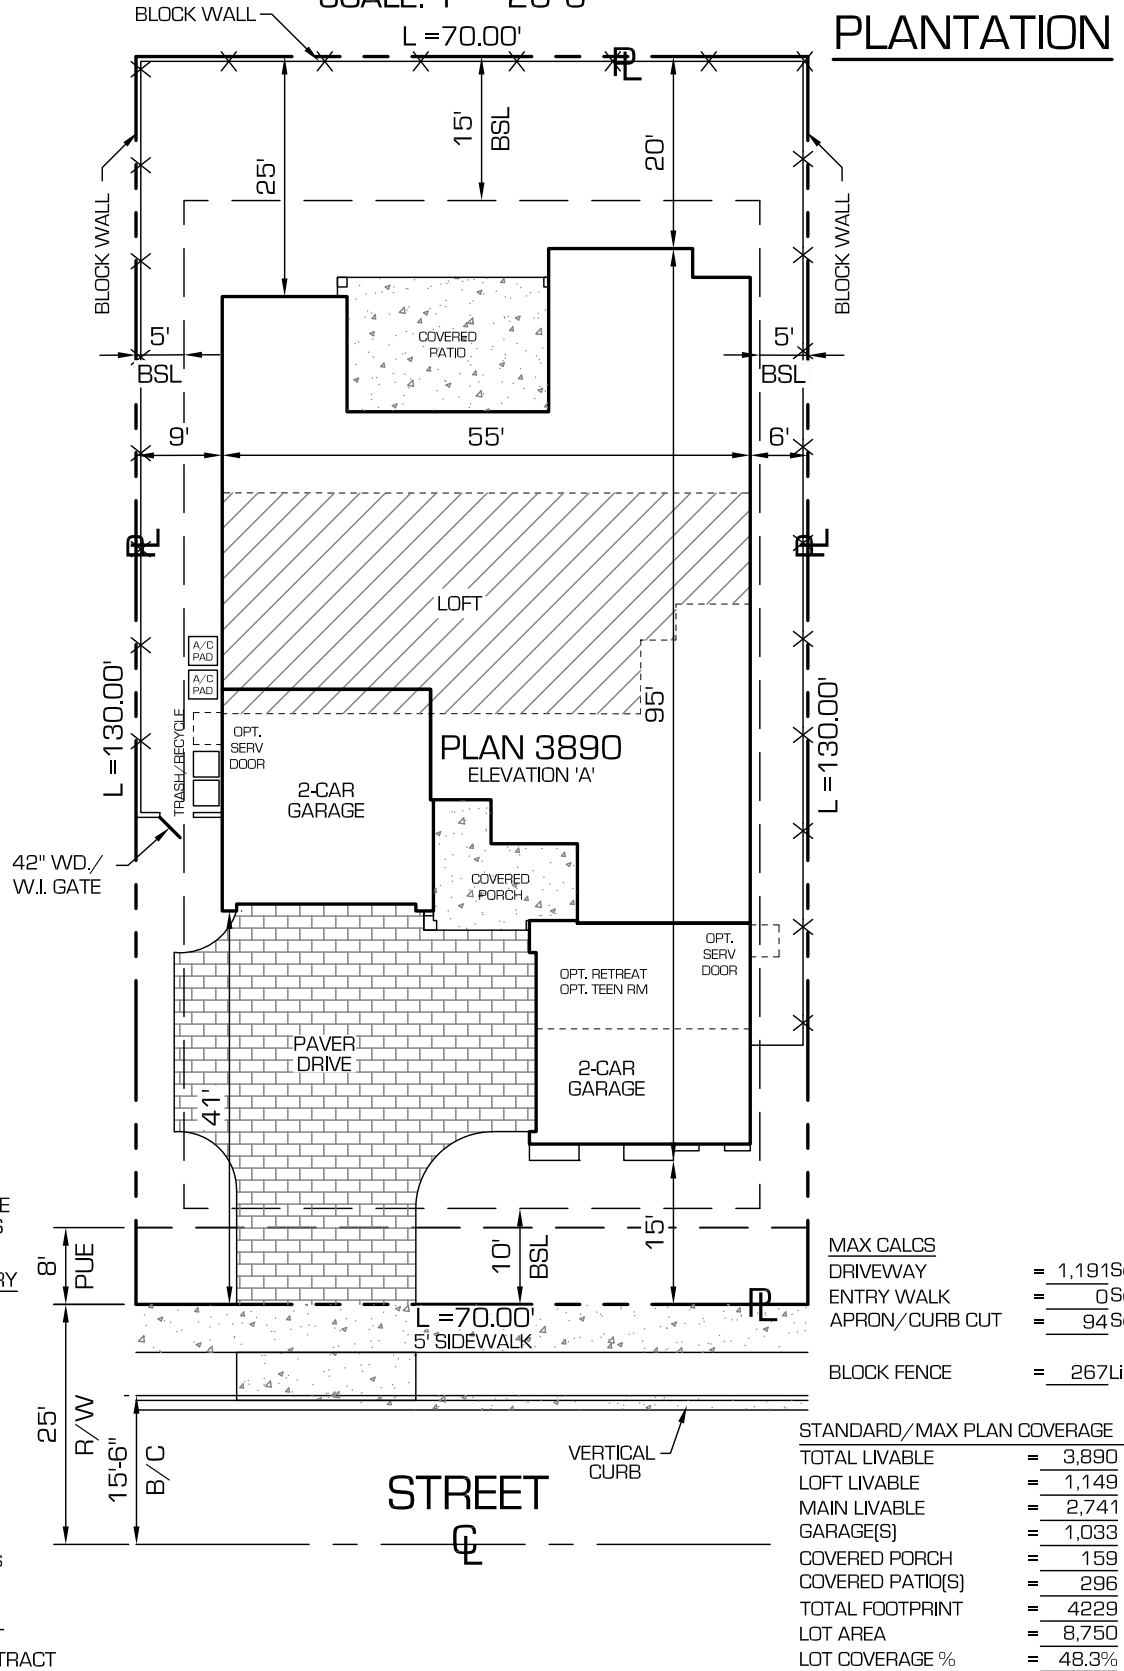 BLOCK WALL
L =70.00'
PLANTATION
PL
15'
BSL
20'
25'
BLOCK WALL
BLOCK WALL
COVERED
PATIO
5'
BSL
5'
BSL
9'
55'
6'
PL
PL
LOFT
A/C
PAD
A/C
PAD
L =130.00'
TRASH/RECYCLE
OPT.
SERV
DOOR
PLAN 3890
ELEVATION 'A'
95'
L =130.00'
2-CAR
GARAGE
42" WD./
W.I. GATE
COVERED
PORCH
OPT.
SERV
DOOR
OPT. RETREAT
OPT. TEEN RM
PAVER
DRIVE
2-CAR
GARAGE
41'
15'
10'
BSL
8'
PUE
RY
PL
L =70.00'
5' SIDEWALK
MAX CALCS
DRIVEWAY = 1,191
ENTRY WALK = 0
APRON/CURB CUT = 94
BLOCK FENCE = 267
25'
R/W
15'-6"
B/C
VERTICAL
CURB
STREET
CL
STANDARD/MAX PLAN COVERAGE
TOTAL LIVABLE = 3,890
LOFT LIVABLE = 1,149
MAIN LIVABLE = 2,741
GARAGE(S) = 1,033
COVERED PORCH = 159
COVERED PATIO(S) = 296
TOTAL FOOTPRINT = 4229
LOT AREA = 8,750
LOT COVERAGE % = 48.3%
TRACT